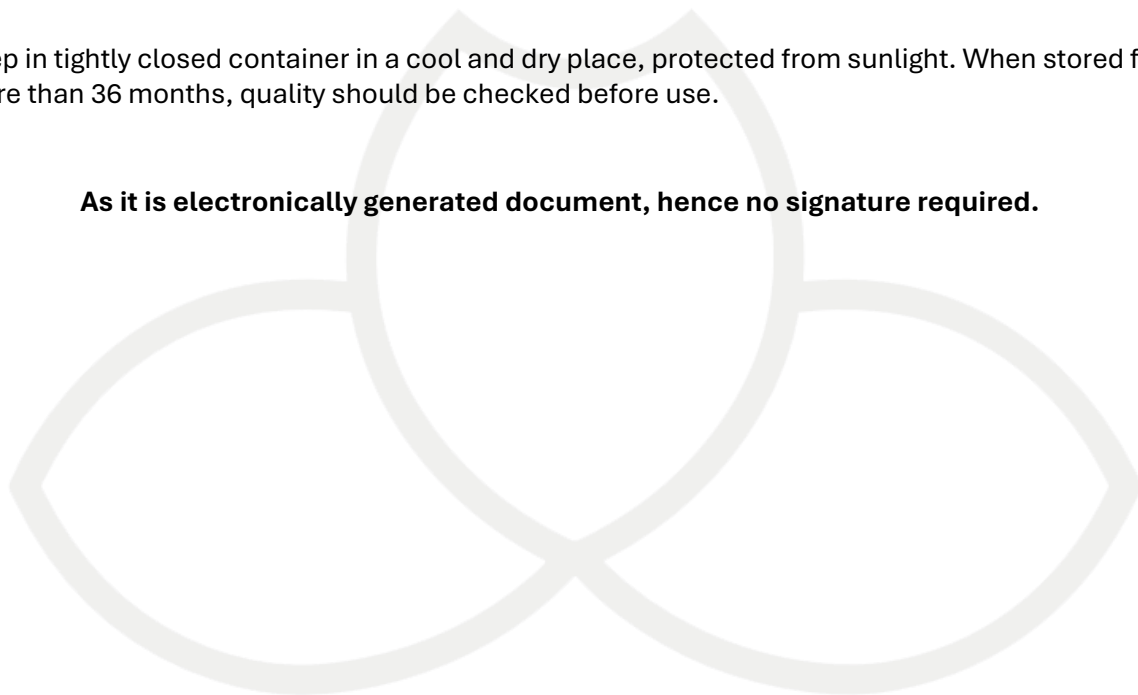 ep in tightly closed container in a cool and dry place, protected from sunlight. When stored f
re than 36 months, quality should be checked before use.
As it is electronically generated document, hence no signature required.